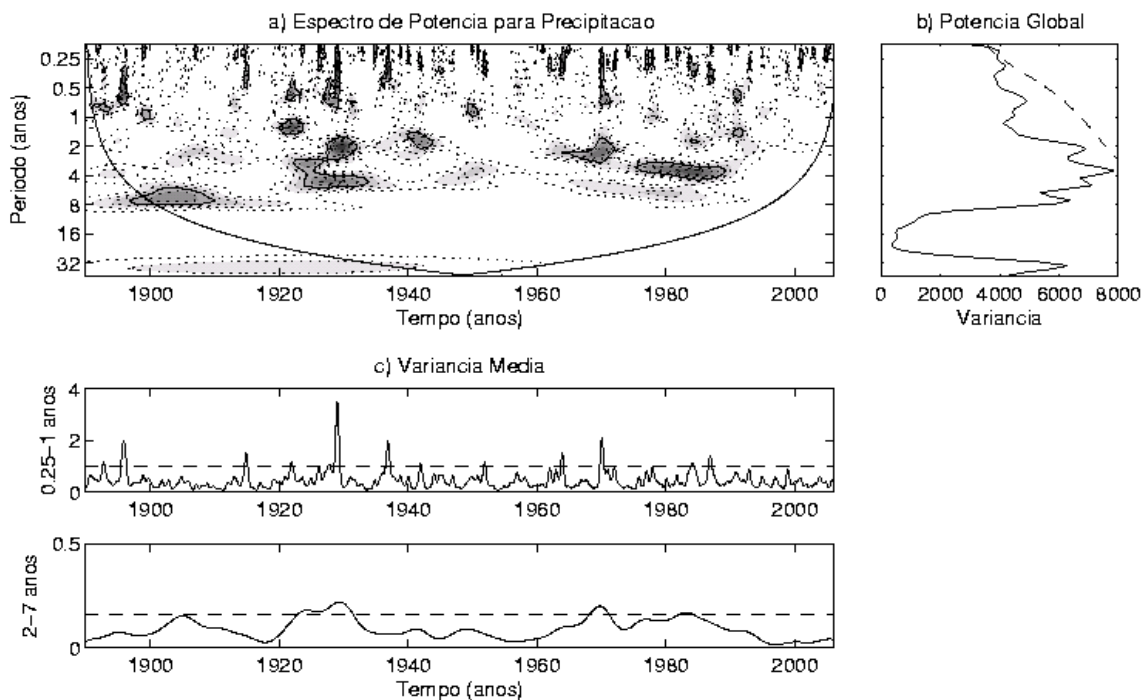 a) Espectro de Potencia para Precipitacao
b) Potencia Global
Periodo (anos)
0.25
0.5
1
2
4
8
16
32
1900 1920 1940 1960 1980 2000
Tempo (anos)
0 2000 4000 6000 8000
Variancia
c) Variancia Media
0.25−1 anos
4
2
0
1900 1920 1940 1960 1980 2000
2−7 anos
0.5
0
1900 1920 1940 1960 1980 2000
Tempo (anos)